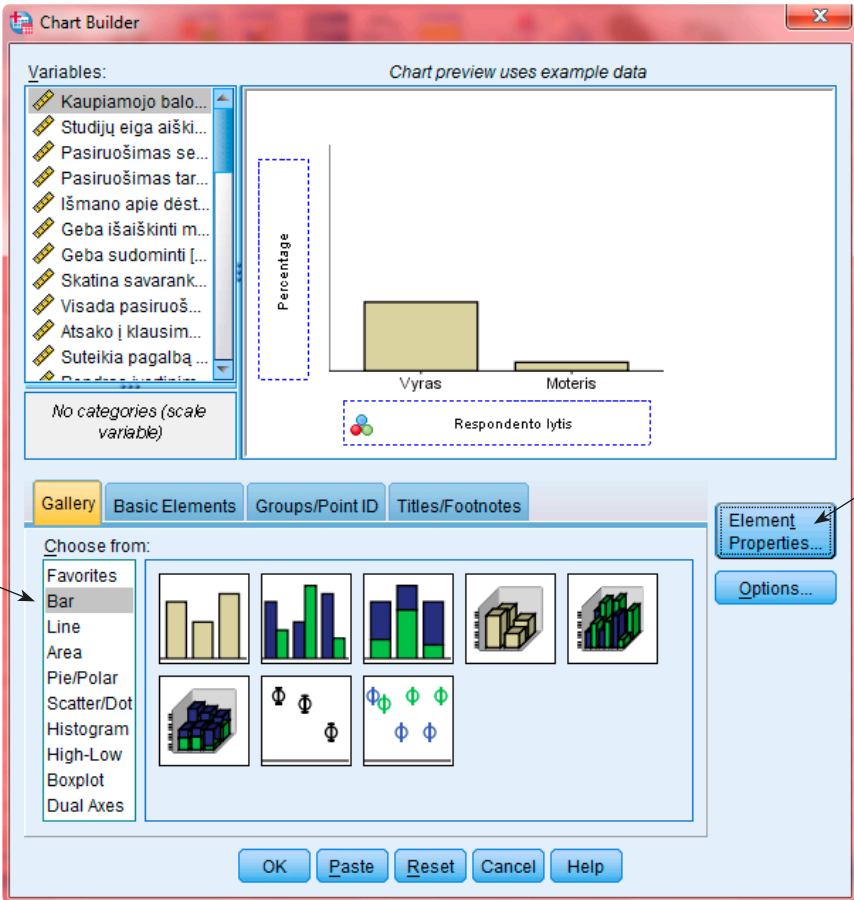 Chart Builder
Variables:
Chart preview uses example data
Kaupiamojo balo...
Studijų eiga aiški...
Pasiruošimas se...
Pasiruošimas tar...
Išmano apie dėst...
Geba išaiškinti m...
Geba sudominti [...
Skatina savarank...
Visada pasiruoš...
Atsako į klausim...
Suteikia pagalbą ...
No categories (scale
variable)
Percentage
Vyras
Moteris
Respondento lytis
Gallery
Basic Elements
Groups/Point ID
Titles/Footnotes
Element
Properties...
Options...
Choose from:
Favorites
Bar
Line
Area
Pie/Polar
Scatter/Dot
Histogram
High-Low
Boxplot
Dual Axes
OK
Paste
Reset
Cancel
Help